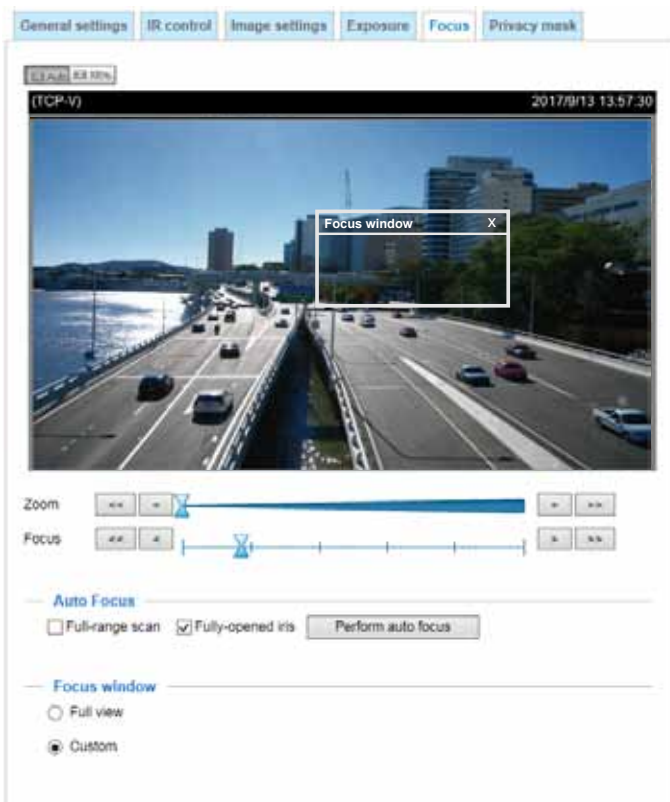 General settings IR control Image settings Exposure Focus Privacy mask
(TCP-V) 2017/9/13 13:57:30
Focus window X
Zoom << < > >>
Focus << < > >>
Auto Focus
Full-range scan Fully-opened iris Perform auto focus
Focus window
Full view
Custom